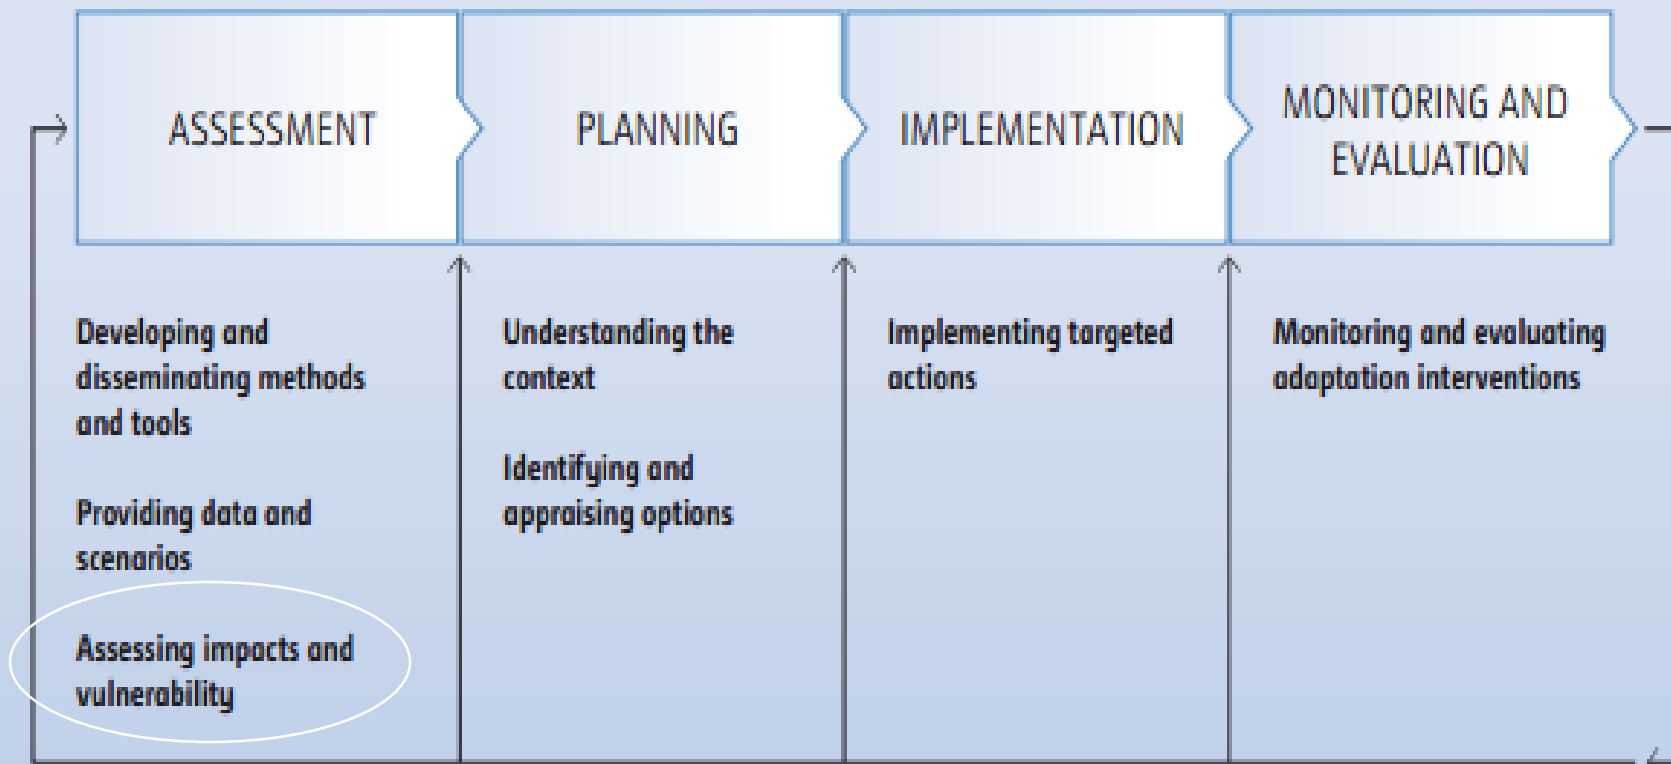 ASSESSMENT
PLANNING
IMPLEMENTATION
MONITORING AND
EVALUATION
Developing and
disseminating methods
and tools
Providing data and
scenarios
Assessing impacts and
vulnerability
Understanding the
context
Identifying and
appraising options
Implementing targeted
actions
Monitoring and evaluating
adaptation interventions